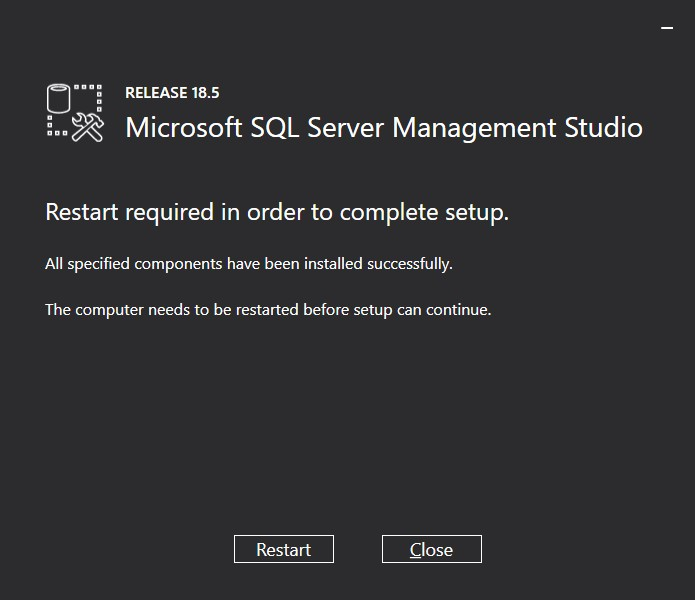 RELEASE 18.5
Microsoft SQL Server Management Studio
Restart required in order to complete setup.
All specified components have been installed successfully.
The computer needs to be restarted before setup can continue.
Restart
Close